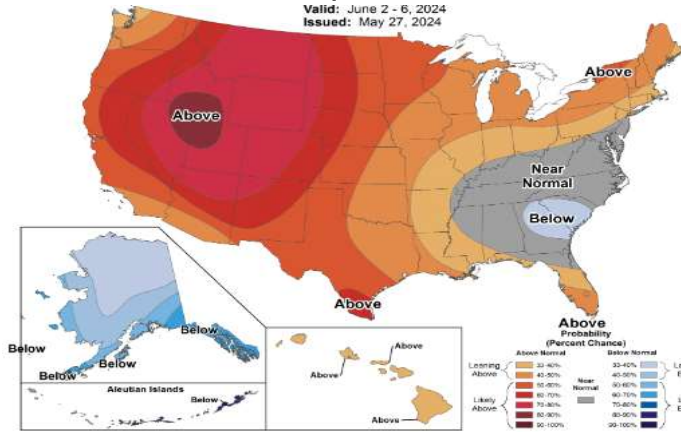 Valid: June 2 - 6, 2024
Issued: May 27, 2024
Above
Above
Near
Normal
Below
Above
Above
Below
Below
Below
Below
Aleutian Islands
Below
Above
Above
Above
Above
Probability
(Percent Chance)
Above Normal
Below Normal
Leaning
Above
33-40%
40-50%
50-60%
60-70%
70-80%
80-90%
90-100%
Likely
Above
Near
Normal
33-40%
40-50%
50-60%
60-70%
70-80%
80-90%
90-100%